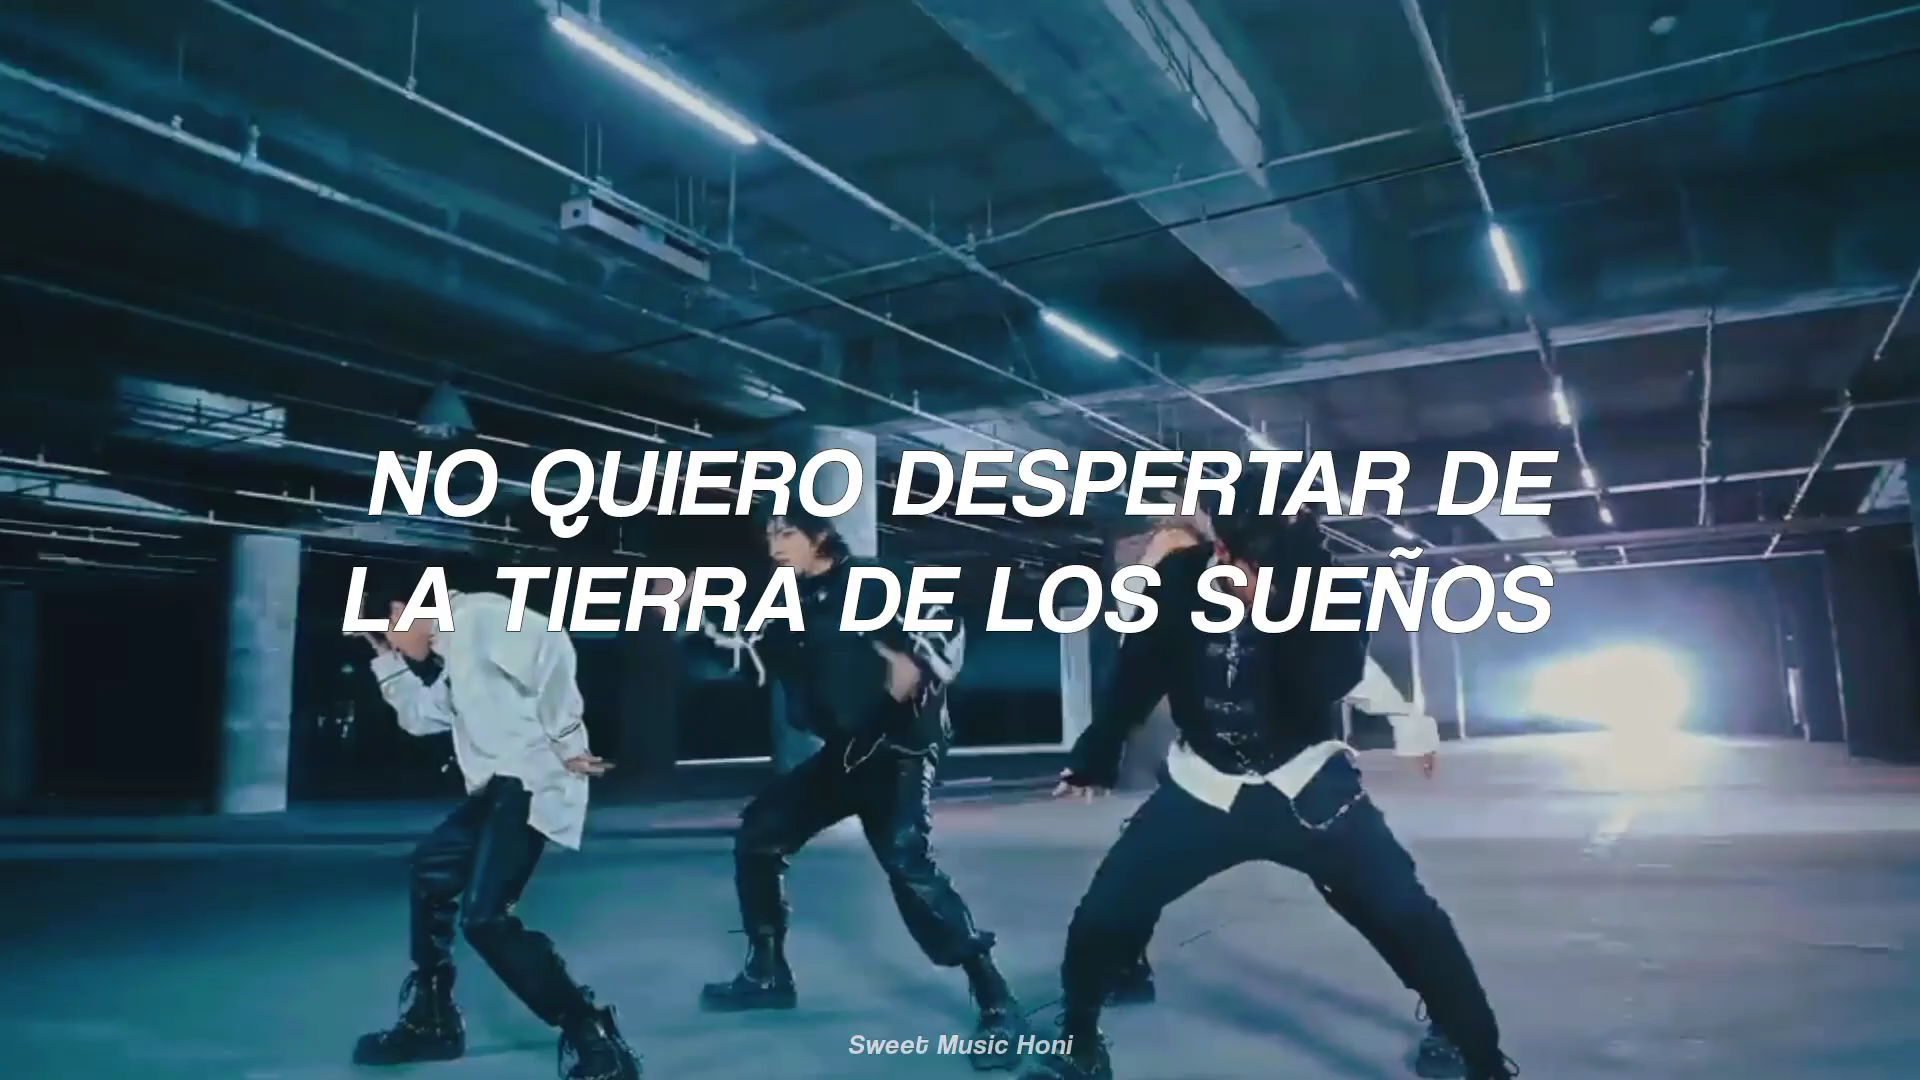 NO QUIERO DESPERTAR DE
LA TIERRA DE LOS SUEÑOS
Sweet Music Honi